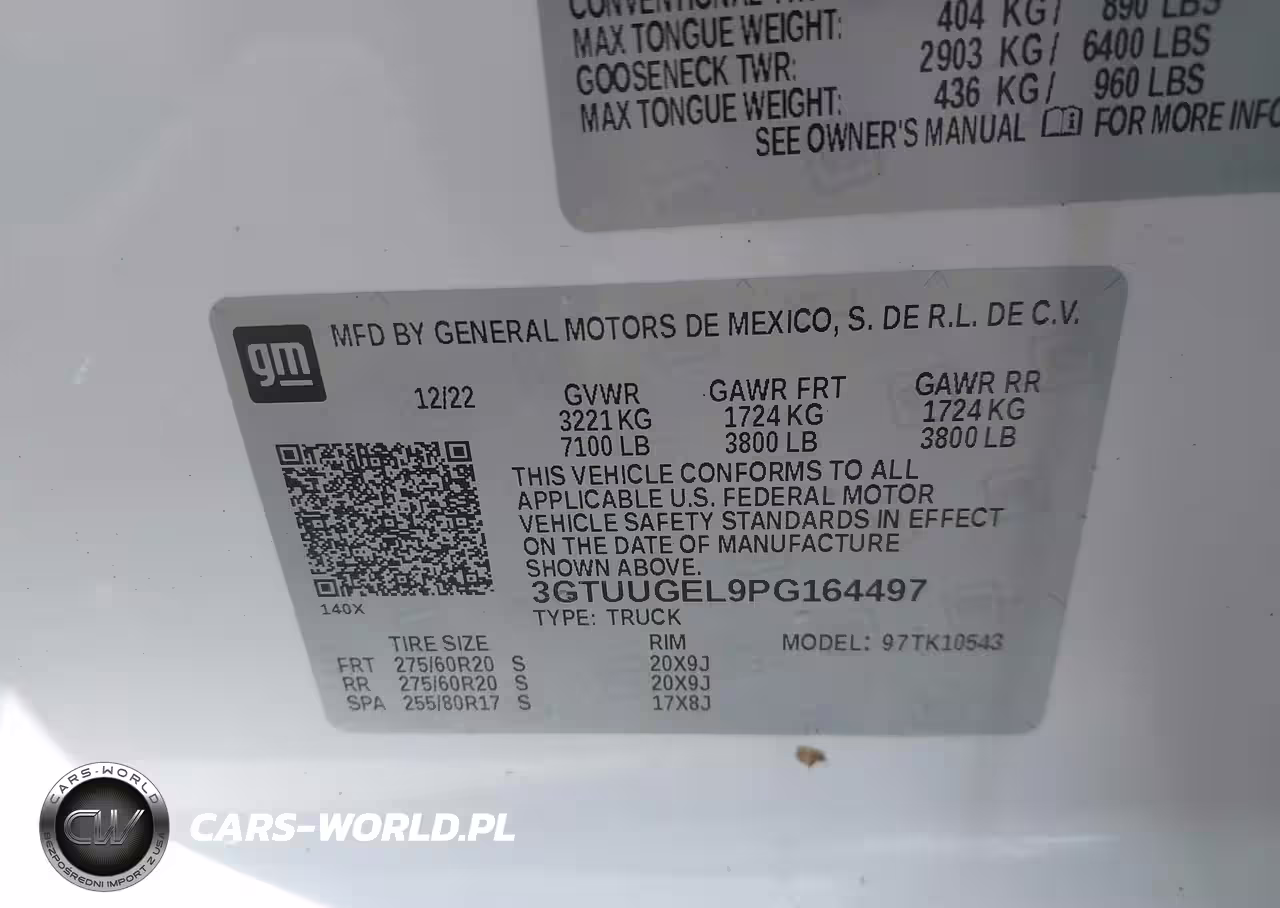 CONVENTIONAL
404 KG/ 890 LBS
MAX TONGUE WEIGHT:
2903 KG/ 6400 LBS
GOOSENECK TWR:
436 KG/ 960 LBS
MAX TONGUE WEIGHT:
SEE OWNER'S MANUAL FOR MORE INFO
gm
MFD BY GENERAL MOTORS DE MEXICO, S. DE R.L. DE C.V.
12/22 GVWR GAWR FRT GAWR RR
3221 KG 1724 KG 1724 KG
7100 LB 3800 LB 3800 LB
THIS VEHICLE CONFORMS TO ALL
APPLICABLE U.S. FEDERAL MOTOR
VEHICLE SAFETY STANDARDS IN EFFECT
ON THE DATE OF MANUFACTURE
SHOWN ABOVE.
3GTUUGEL9PG164497
140X
TYPE: TRUCK
TIRE SIZE RIM MODEL: 97TK10543
FRT 275/60R20 S 20X9J
RR 275/60R20 S 20X9J
SPA 255/80R17 S 17X8J
CARS-WORLD
CW
BEZPOŚREDNI IMPORT Z USA
CARS-WORLD.PL